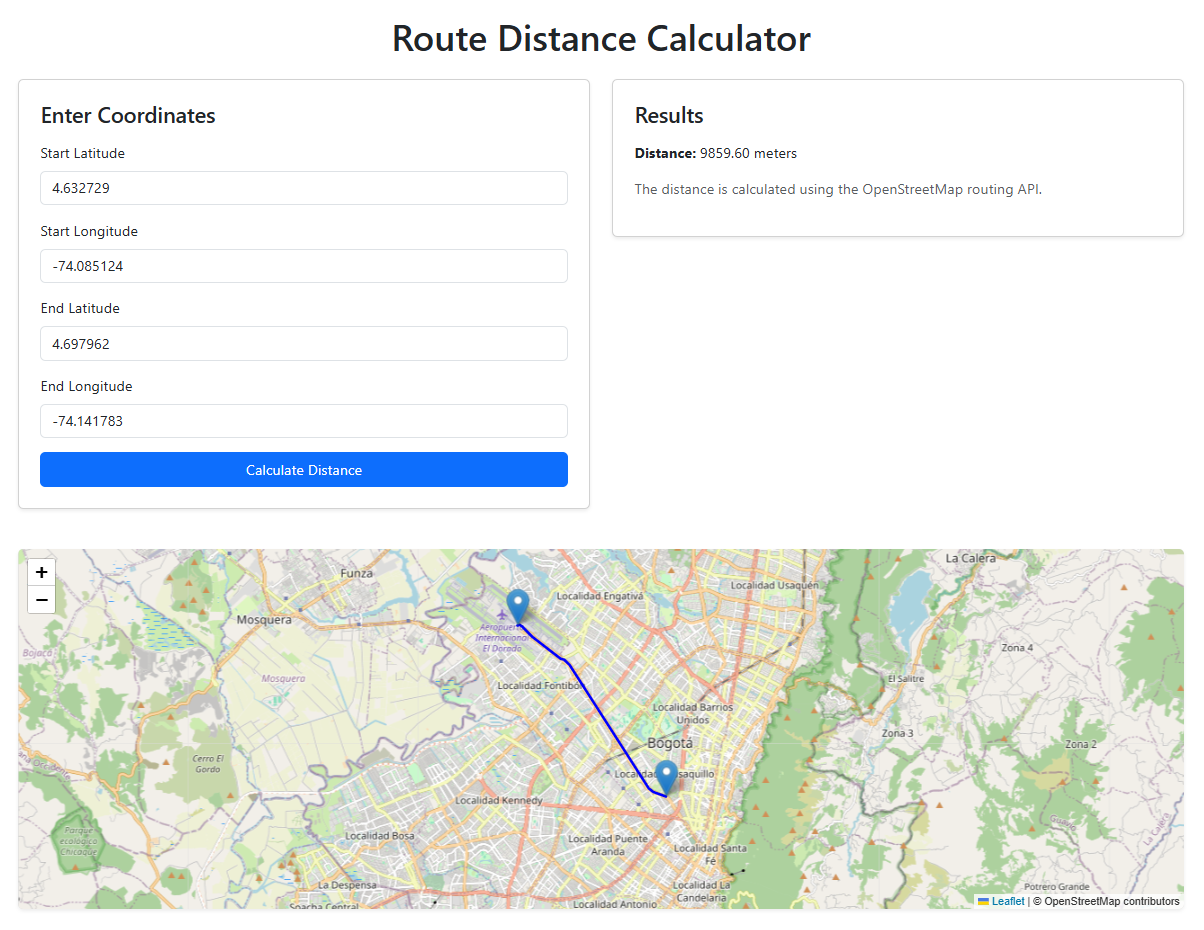 Route Distance Calculator
Enter Coordinates
Start Latitude
4.632729
Start Longitude
-74.085124
End Latitude
4.697962
End Longitude
-74.141783
Calculate Distance
Results
Distance: 9859.60 meters
The distance is calculated using the OpenStreetMap routing API.
+
−
Funza
Mosquera
Bojacá
Mosquera
Cerro El
Gordo
Parque
ecológico
Chicaque
Aeropuerto
Internacional
El Dorado
Localidad Engativá
Localidad Usaquén
La Calera
Localidad Fontibón
Localidad Barrios
Unidos
Bogotá
Localidad Kennedy
Localidad Bosa
Localidad Puente
Aranda
Localidad Santa
Fé
La Despensa
Soacha Central
Localidad Antonio
Localidad La
Candelaria
El Salitre
Zona 4
Zona 3
Zona 2
La Calera
Potrero Grande
Leaflet | © OpenStreetMap contributors